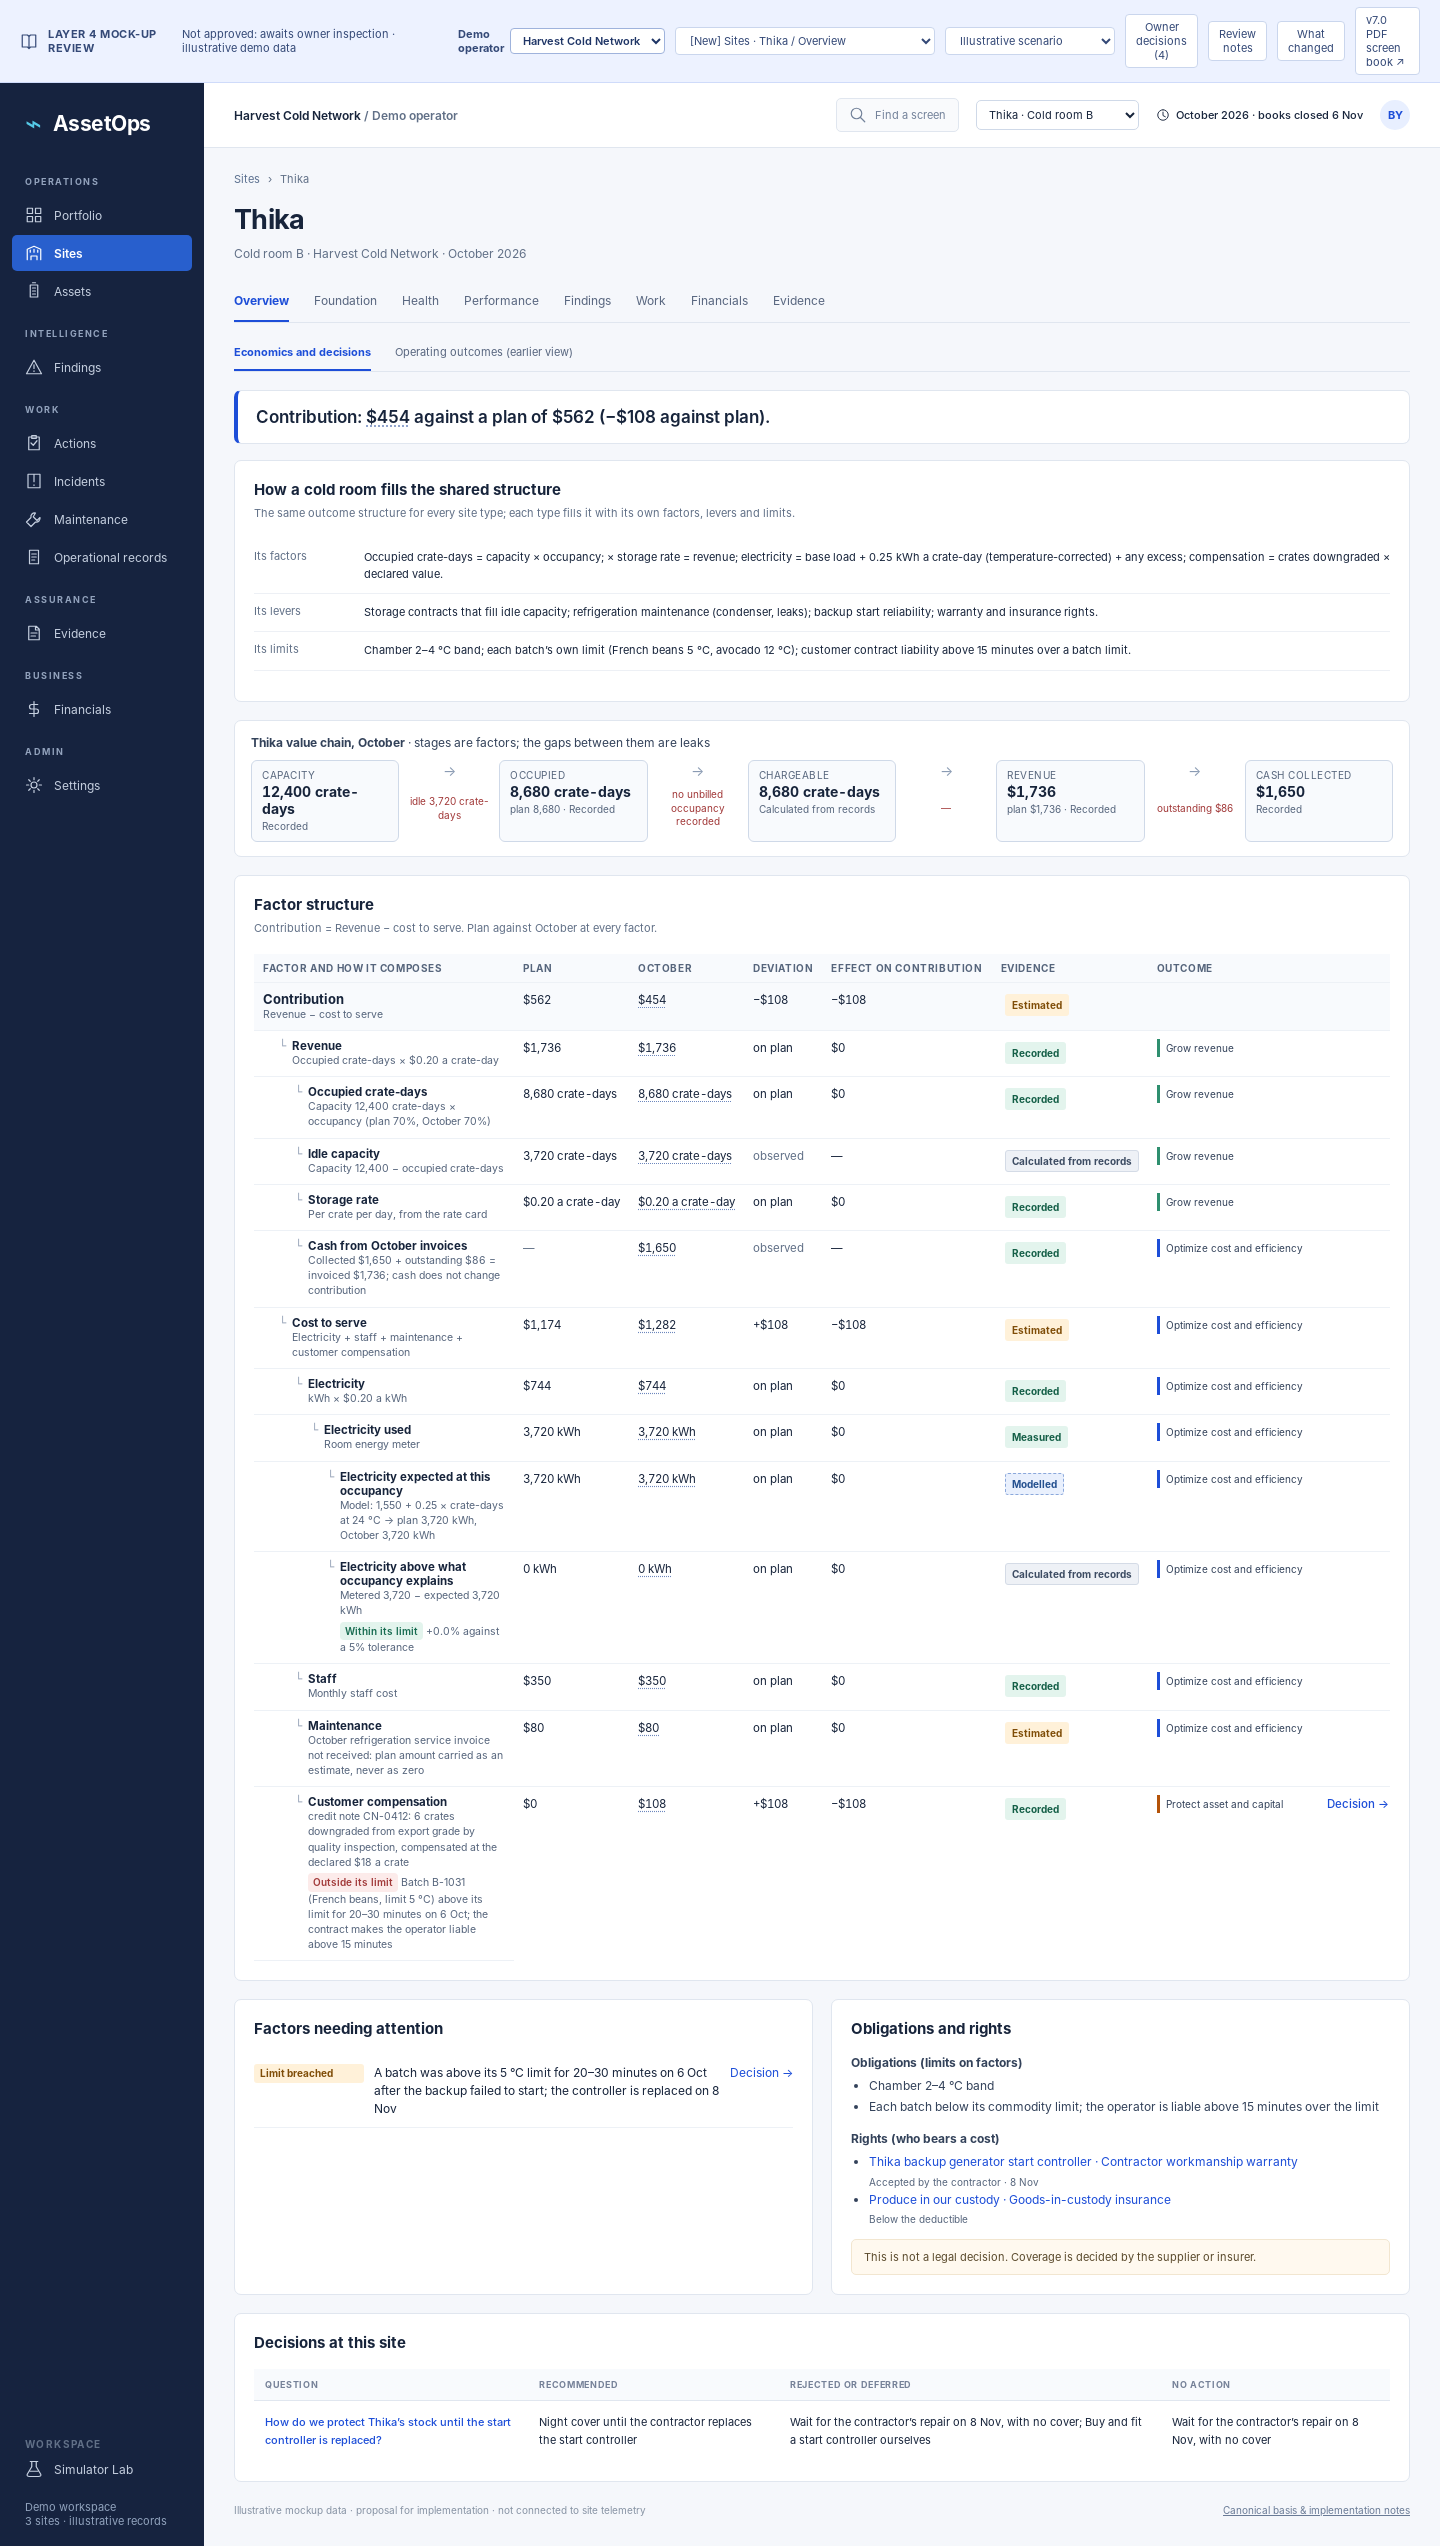 LAYER 4 MOCK-UP REVIEW
Not approved: awaits owner inspection · illustrative demo data
Demo operator
Harvest Cold Network
[New] Sites · Thika / Overview
Illustrative scenario
Owner decisions (4)
Review notes
What changed
v7.0 PDF screen book ↗
AssetOps
OPERATIONS
Portfolio
Sites
Assets
INTELLIGENCE
Findings
WORK
Actions
Incidents
Maintenance
Operational records
ASSURANCE
Evidence
BUSINESS
Financials
ADMIN
Settings
WORKSPACE
Simulator Lab
Demo workspace
3 sites · illustrative records
Harvest Cold Network / Demo operator
Find a screen
Thika · Cold room B
October 2026 · books closed 6 Nov
BY
Sites › Thika
Thika
Cold room B · Harvest Cold Network · October 2026
Overview Foundation Health Performance Findings Work Financials Evidence
Economics and decisions Operating outcomes (earlier view)
Contribution: $454 against a plan of $562 (−$108 against plan).
How a cold room fills the shared structure
The same outcome structure for every site type; each type fills it with its own factors, levers and limits.
Its factors
Occupied crate-days = capacity × occupancy; × storage rate = revenue; electricity = base load + 0.25 kWh a crate-day (temperature-corrected) + any excess; compensation = crates downgraded ×
declared value.
Its levers
Storage contracts that fill idle capacity; refrigeration maintenance (condenser, leaks); backup start reliability; warranty and insurance rights.
Its limits
Chamber 2–4 °C band; each batch's own limit (French beans 5 °C, avocado 12 °C); customer contract liability above 15 minutes over a batch limit.
Thika value chain, October · stages are factors; the gaps between them are leaks
CAPACITY
12,400 crate-
days
Recorded
→
idle 3,720 crate-
days
OCCUPIED
8,680 crate-days
plan 8,680 · Recorded
→
no unbilled
occupancy
recorded
CHARGEABLE
8,680 crate-days
Calculated from records
→
—
REVENUE
$1,736
plan $1,736 · Recorded
→
outstanding $86
CASH COLLECTED
$1,650
Recorded
Factor structure
Contribution = Revenue − cost to serve. Plan against October at every factor.
FACTOR AND HOW IT COMPOSES PLAN OCTOBER DEVIATION EFFECT ON CONTRIBUTION EVIDENCE OUTCOME
Contribution $562 $454 −$108 −$108 Estimated
Revenue − cost to serve
└ Revenue $1,736 $1,736 on plan $0 Recorded Grow revenue
Occupied crate-days × $0.20 a crate-day
└ Occupied crate-days 8,680 crate-days 8,680 crate-days on plan $0 Recorded Grow revenue
Capacity 12,400 crate-days ×
occupancy (plan 70%, October 70%)
└ Idle capacity 3,720 crate-days 3,720 crate-days observed — Calculated from records Grow revenue
Capacity 12,400 − occupied crate-days
└ Storage rate $0.20 a crate-day $0.20 a crate-day on plan $0 Recorded Grow revenue
Per crate per day, from the rate card
└ Cash from October invoices — $1,650 observed — Recorded Optimize cost and efficiency
Collected $1,650 + outstanding $86 =
invoiced $1,736; cash does not change
contribution
└ Cost to serve $1,174 $1,282 +$108 −$108 Estimated Optimize cost and efficiency
Electricity + staff + maintenance +
customer compensation
└ Electricity $744 $744 on plan $0 Recorded Optimize cost and efficiency
kWh × $0.20 a kWh
└ Electricity used 3,720 kWh 3,720 kWh on plan $0 Measured Optimize cost and efficiency
Room energy meter
└ Electricity expected at this 3,720 kWh 3,720 kWh on plan $0 Modelled Optimize cost and efficiency
occupancy
Model: 1,550 + 0.25 × crate-days
at 24 °C → plan 3,720 kWh,
October 3,720 kWh
└ Electricity above what 0 kWh 0 kWh on plan $0 Calculated from records Optimize cost and efficiency
occupancy explains
Metered 3,720 − expected 3,720
kWh
Within its limit +0.0% against
a 5% tolerance
└ Staff $350 $350 on plan $0 Recorded Optimize cost and efficiency
Monthly staff cost
└ Maintenance $80 $80 on plan $0 Estimated Optimize cost and efficiency
October refrigeration service invoice
not received: plan amount carried as an
estimate, never as zero
└ Customer compensation $0 $108 +$108 −$108 Recorded Protect asset and capital Decision →
credit note CN-0412: 6 crates
downgraded from export grade by
quality inspection, compensated at the
declared $18 a crate
Outside its limit Batch B-1031
(French beans, limit 5 °C) above its
limit for 20–30 minutes on 6 Oct; the
contract makes the operator liable
above 15 minutes
Factors needing attention
Limit breached
A batch was above its 5 °C limit for 20–30 minutes on 6 Oct
after the backup failed to start; the controller is replaced on 8
Nov
Decision →
Obligations and rights
Obligations (limits on factors)
• Chamber 2–4 °C band
• Each batch below its commodity limit; the operator is liable above 15 minutes over the limit
Rights (who bears a cost)
• Thika backup generator start controller · Contractor workmanship warranty
Accepted by the contractor · 8 Nov
• Produce in our custody · Goods-in-custody insurance
Below the deductible
This is not a legal decision. Coverage is decided by the supplier or insurer.
Decisions at this site
QUESTION RECOMMENDED REJECTED OR DEFERRED NO ACTION
How do we protect Thika's stock until the start
controller is replaced?
Night cover until the contractor replaces
the start controller
Wait for the contractor's repair on 8 Nov, with no cover; Buy and fit
a start controller ourselves
Wait for the contractor's repair on 8
Nov, with no cover
Illustrative mockup data · proposal for implementation · not connected to site telemetry
Canonical basis & implementation notes